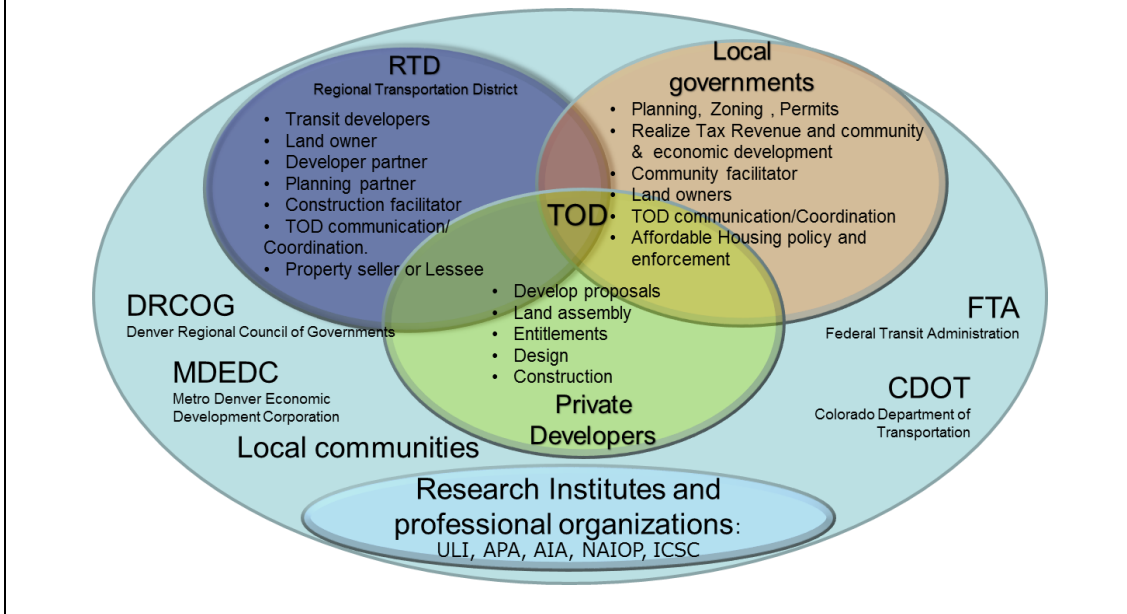 RTD
Regional Transportation District
• Transit developers
• Land owner
• Developer partner
• Planning partner
• Construction facilitator
• TOD communication/
Coordination.
• Property seller or Lessee
Local
governments
• Planning, Zoning , Permits
• Realize Tax Revenue and community
& economic development
• Community facilitator
• Land owners
• TOD communication/Coordination
• Affordable Housing policy and
enforcement
TOD
• Develop proposals
• Land assembly
• Entitlements
• Design
• Construction
Private
Developers
DRCOG
Denver Regional Council of Governments
MDEDC
Metro Denver Economic
Development Corporation
Local communities
FTA
Federal Transit Administration
CDOT
Colorado Department of
Transportation
Research Institutes and
professional organizations:
ULI, APA, AIA, NAIOP, ICSC